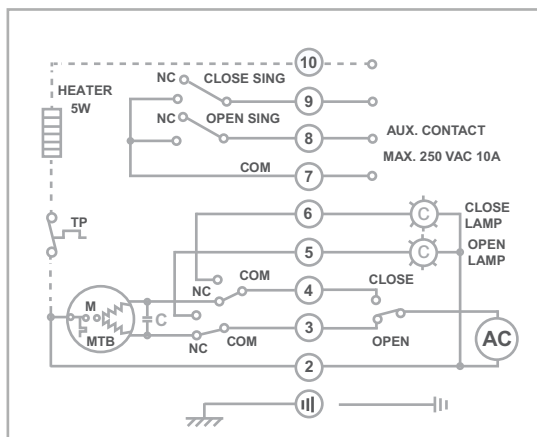 10
HEATER
5W
NC
CLOSE SING
9
NC
OPEN SING
8
AUX. CONTACT
COM
7
MAX. 250 VAC 10A
6
C
CLOSE
LAMP
TP
5
C
OPEN
LAMP
NC
COM
4
CLOSE
M
MTB
C
NC
COM
3
OPEN
AC
2